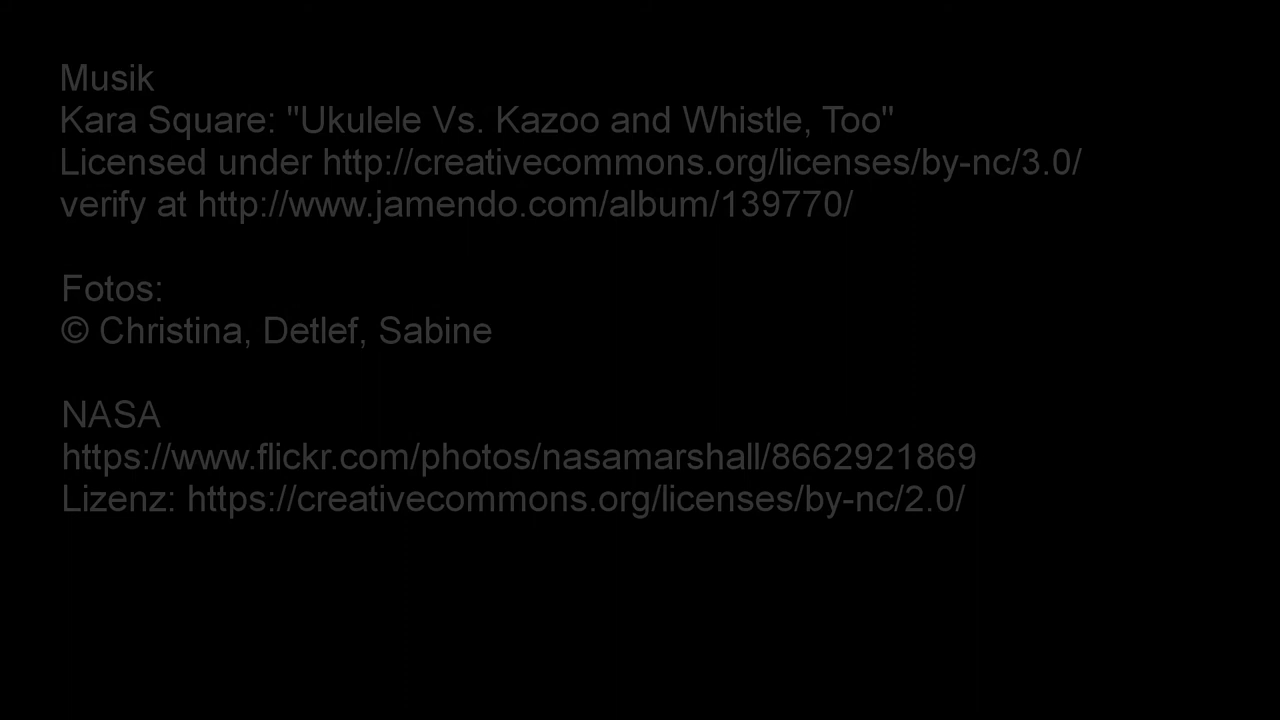 Musik
Kara Square: "Ukulele Vs. Kazoo and Whistle, Too"
Licensed under http://creativecommons.org/licenses/by-nc/3.0/
verify at http://www.jamendo.com/album/139770/
Fotos:
© Christina, Detlef, Sabine
NASA
https://www.flickr.com/photos/nasamarshall/8662921869
Lizenz: https://creativecommons.org/licenses/by-nc/2.0/